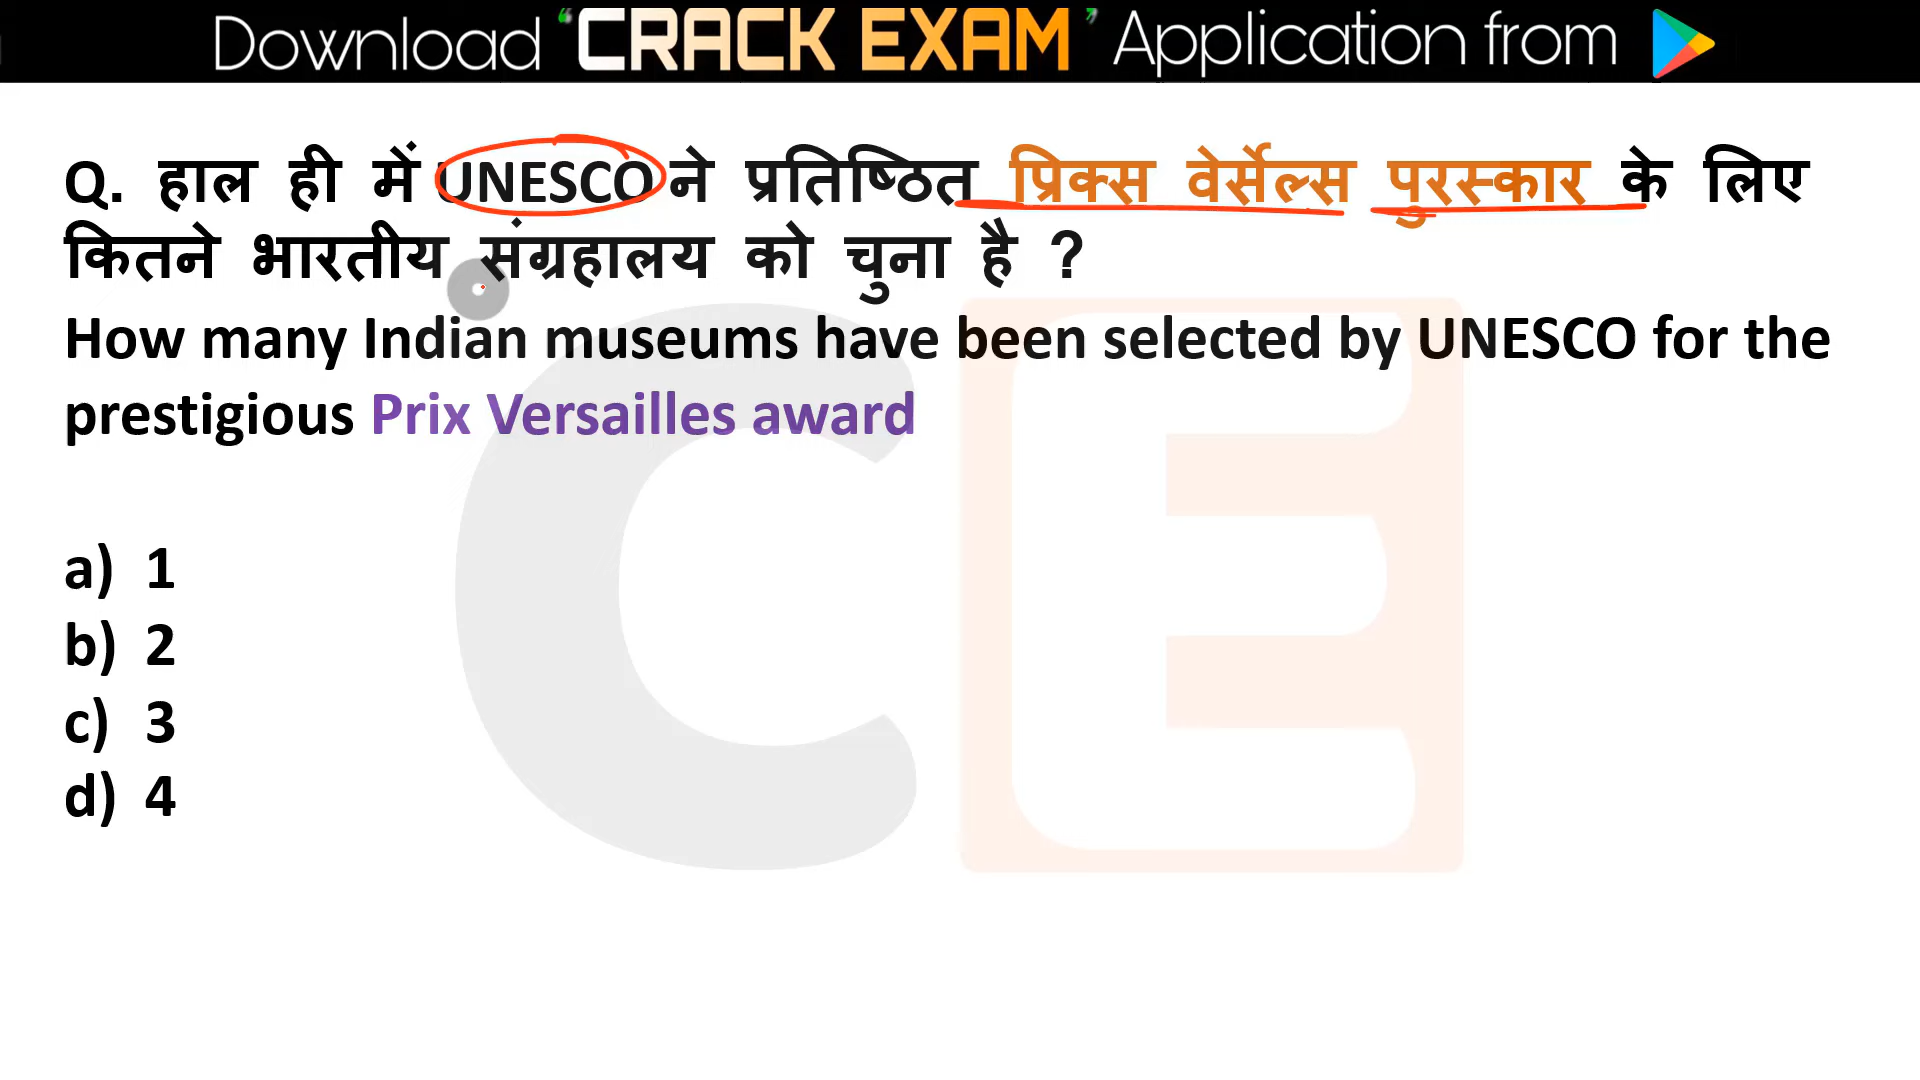 Download “CRACK EXAM” Application from
Q. हाल ही में UNESCO ने प्रतिष्ठित प्रिक्स वेर्सेल्स पुरस्कार के लिए
कितने भारतीय संग्रहालय को चुना है ?
How many Indian museums have been selected by UNESCO for the
prestigious Prix Versailles award
a) 1
b) 2
c) 3
d) 4
CE